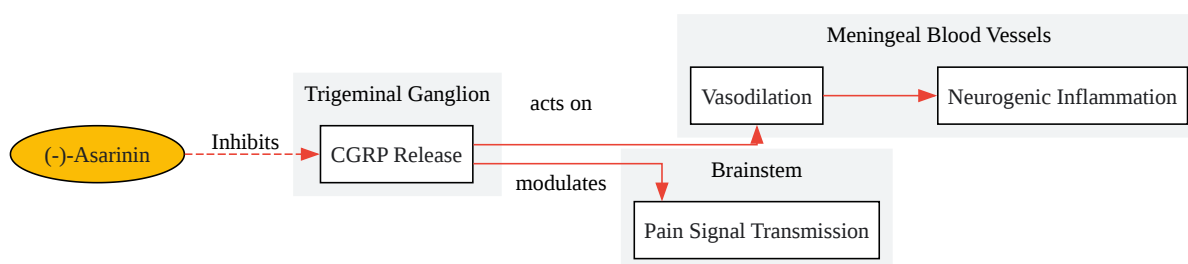 Meningeal Blood Vessels
Trigeminal Ganglion
acts on
Vasodilation
Neurogenic Inflammation
(-)-Asarinin
Inhibits
CGRP Release
modulates
Brainstem
Pain Signal Transmission